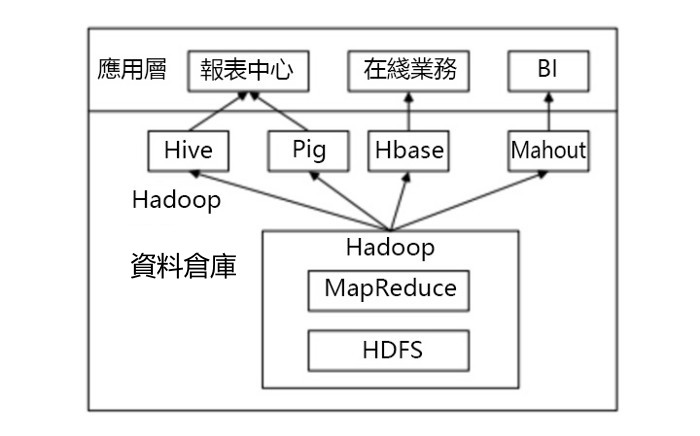 應用層 報表中心 在綫業務 BI
Hive Pig Hbase Mahout
Hadoop
資料倉庫
Hadoop
MapReduce
HDFS